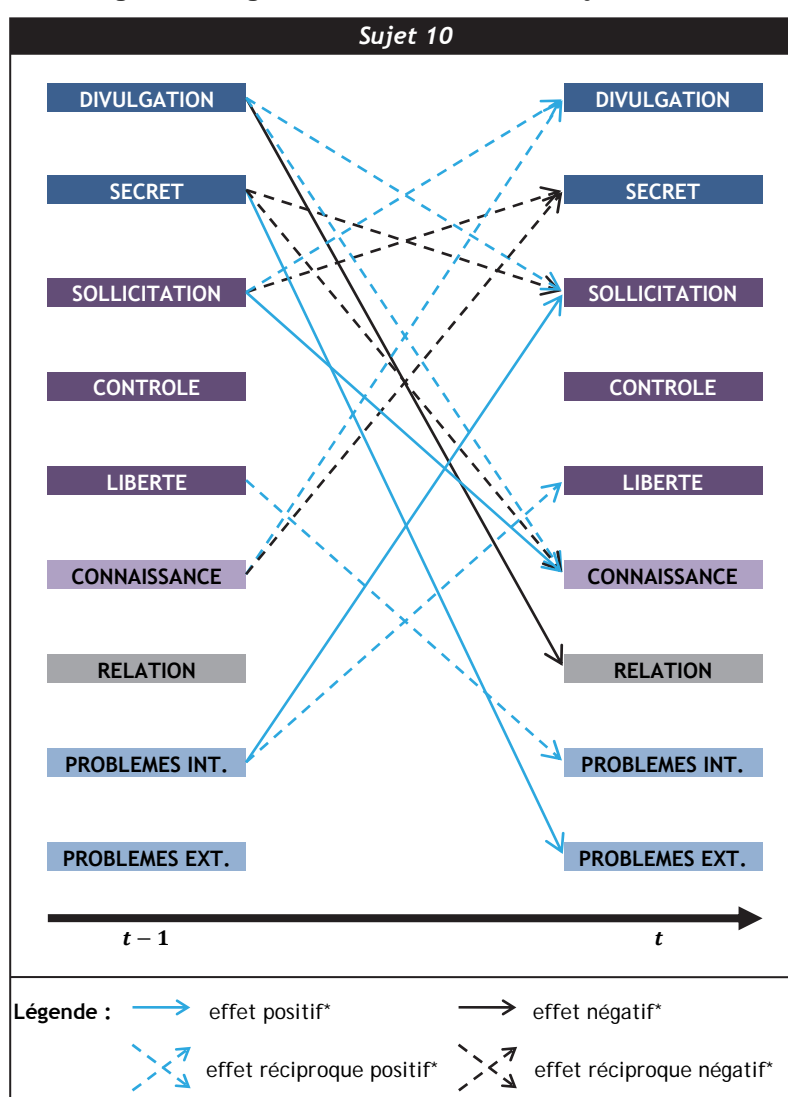 Sujet 10
DIVULGATION DIVULGATION
SECRET SECRET
SOLLICITATION SOLLICITATION
CONTROLE CONTROLE
LIBERTE LIBERTE
CONNAISSANCE CONNAISSANCE
RELATION RELATION
PROBLEMES INT. PROBLEMES INT.
PROBLEMES EXT. PROBLEMES EXT.
t − 1 t
Légende : effet positif* effet négatif*
effet réciproque positif* effet réciproque négatif*